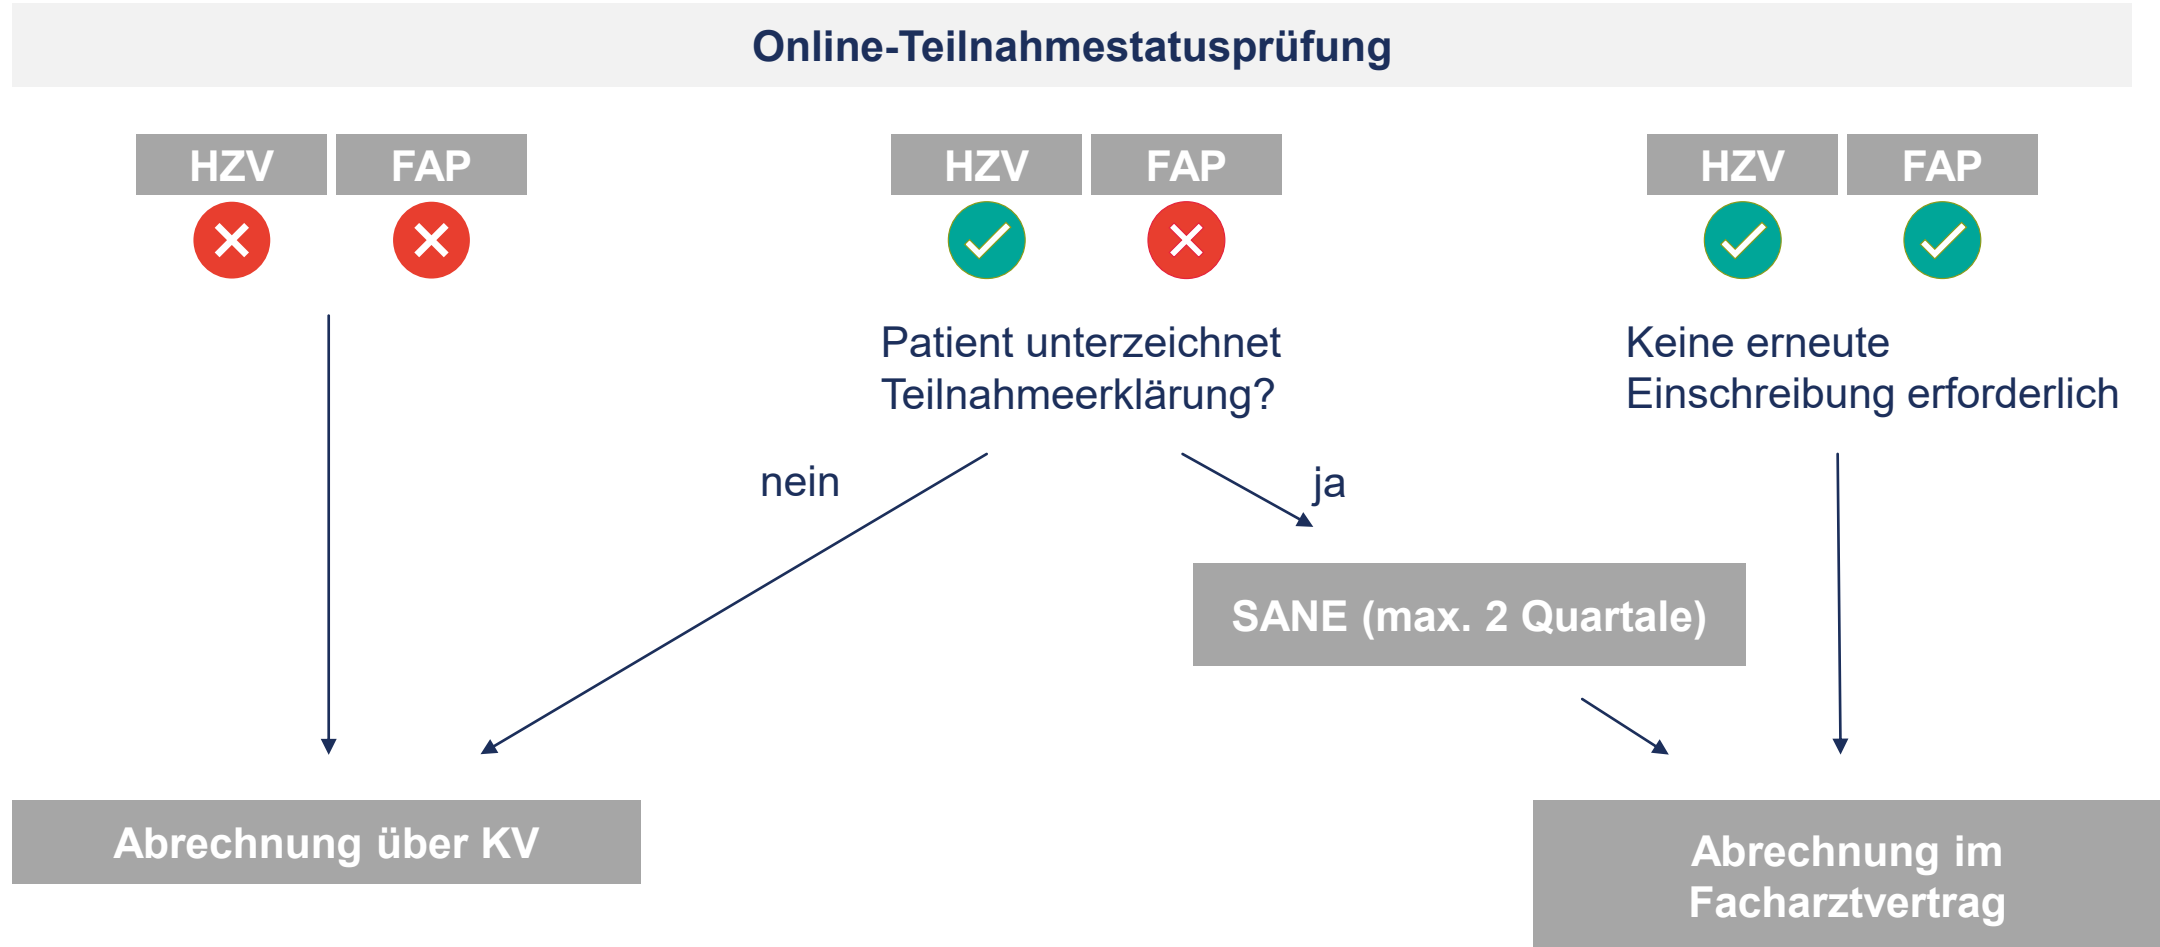 Online-Teilnahmestatusprüfung
HZV FAP
HZV FAP
HZV FAP
Patient unterzeichnet
Teilnahmeerklärung?
Keine erneute
Einschreibung erforderlich
nein
ja
SANE (max. 2 Quartale)
Abrechnung über KV
Abrechnung im
Facharztvertrag